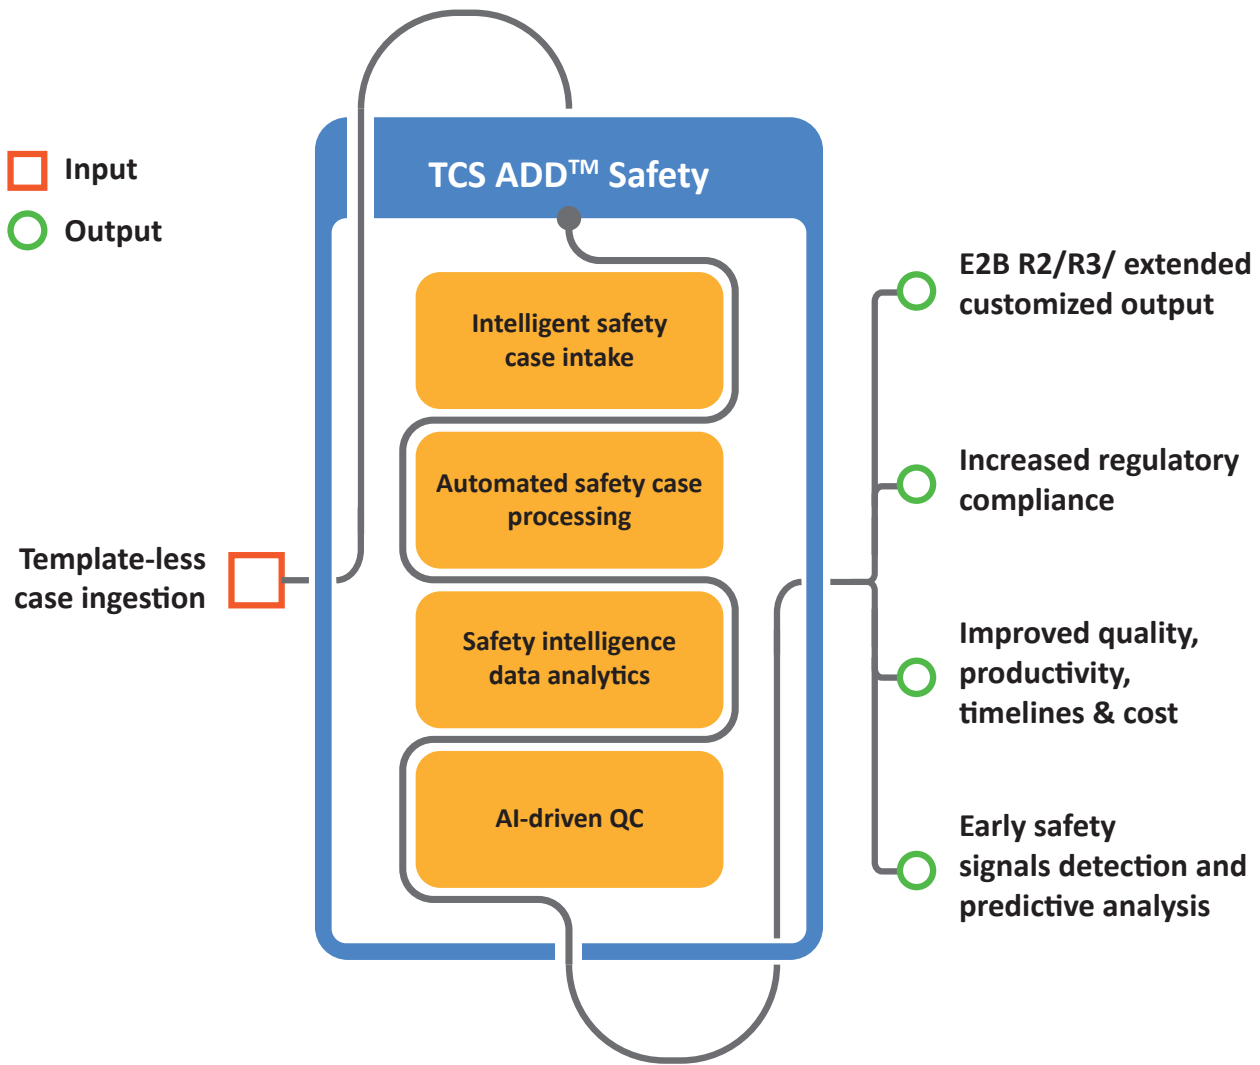 TCS ADD™ Safety
Input
Output
Intelligent safety
case intake
Automated safety case
processing
Safety intelligence
data analytics
AI-driven QC
Template-less
case ingestion
E2B R2/R3/ extended
customized output
Increased regulatory
compliance
Improved quality,
productivity,
timelines & cost
Early safety
signals detection and
predictive analysis